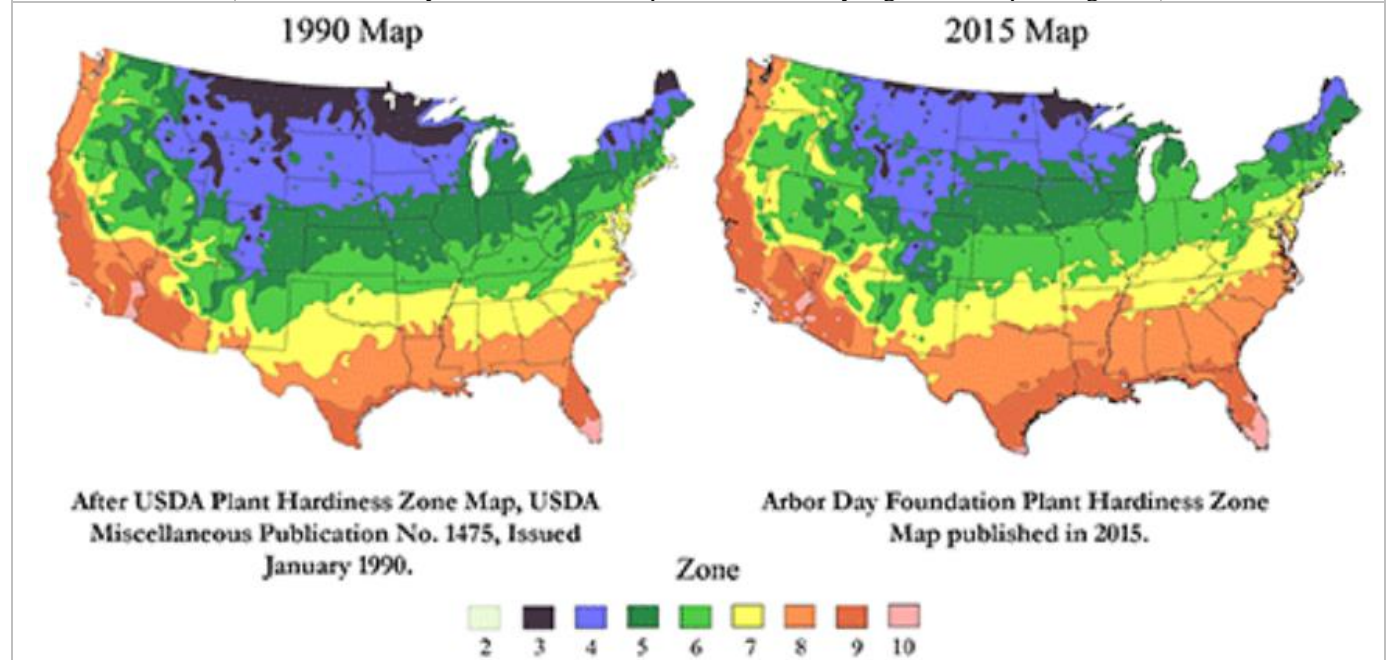 1990 Map
2015 Map
After USDA Plant Hardiness Zone Map, USDA
Miscellaneous Publication No. 1475, Issued
January 1990.
Arbor Day Foundation Plant Hardiness Zone
Map published in 2015.
Zone
2 3 4 5 6 7 8 9 10